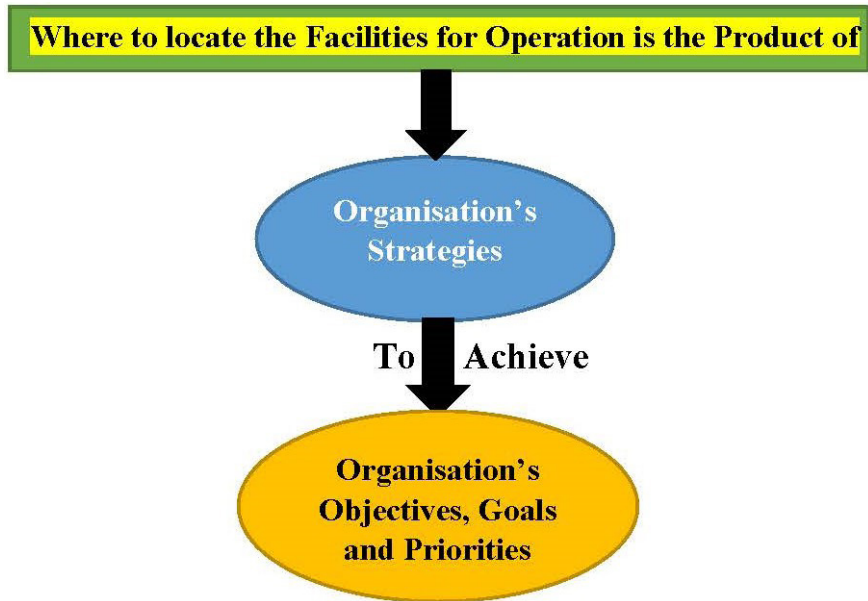 Where to locate the Facilities for Operation is the Product of
Organisation’s
Strategies
To Achieve
Organisation’s
Objectives, Goals
and Priorities